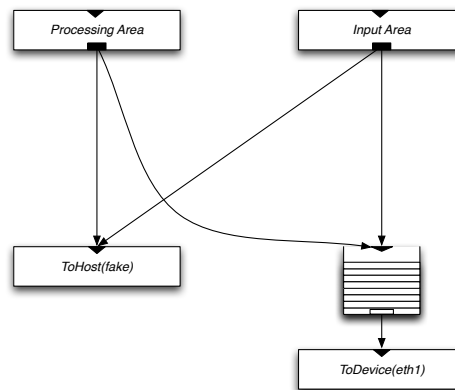 Processing Area
Input Area
ToHost(fake)
ToDevice(eth1)